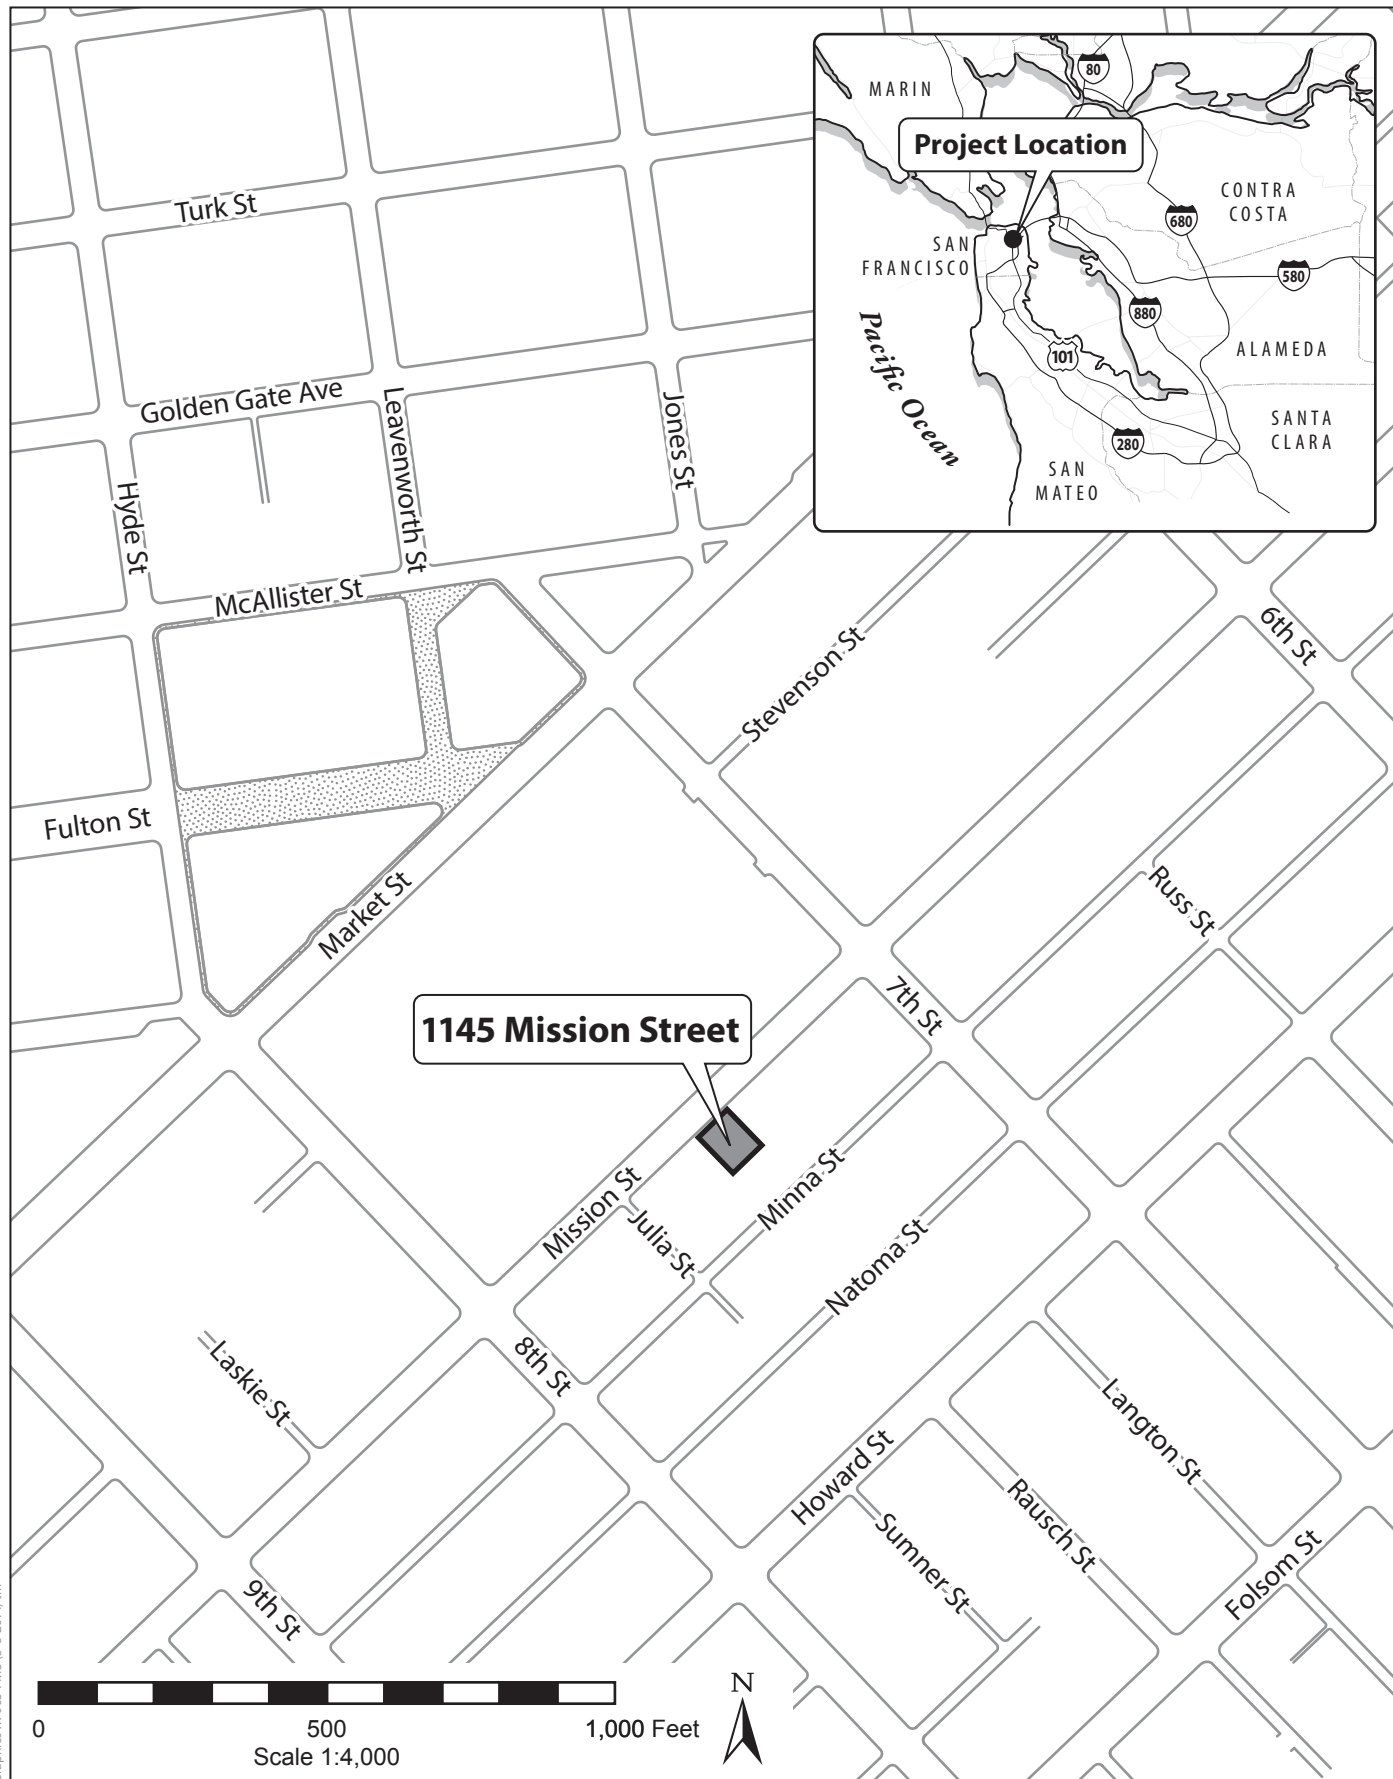 80
MARIN
Project Location
CONTRA
COSTA
680
SAN
FRANCISCO
580
880
Pacific Ocean
101
ALAMEDA
SANTA
CLARA
280
SAN
MATEO
Turk St
Golden Gate Ave
Leavenworth St
Jones St
Hyde St
McAllister St
6th St
Stevenson St
Fulton St
Market St
Russ St
7th St
1145 Mission Street
Mission St
Julia St
Minna St
Natoma St
8th St
Laskie St
Langton St
Howard St
Rausch St
Sumner St
Folsom St
9th St
N
0
500
1,000 Feet
Scale 1:4,000